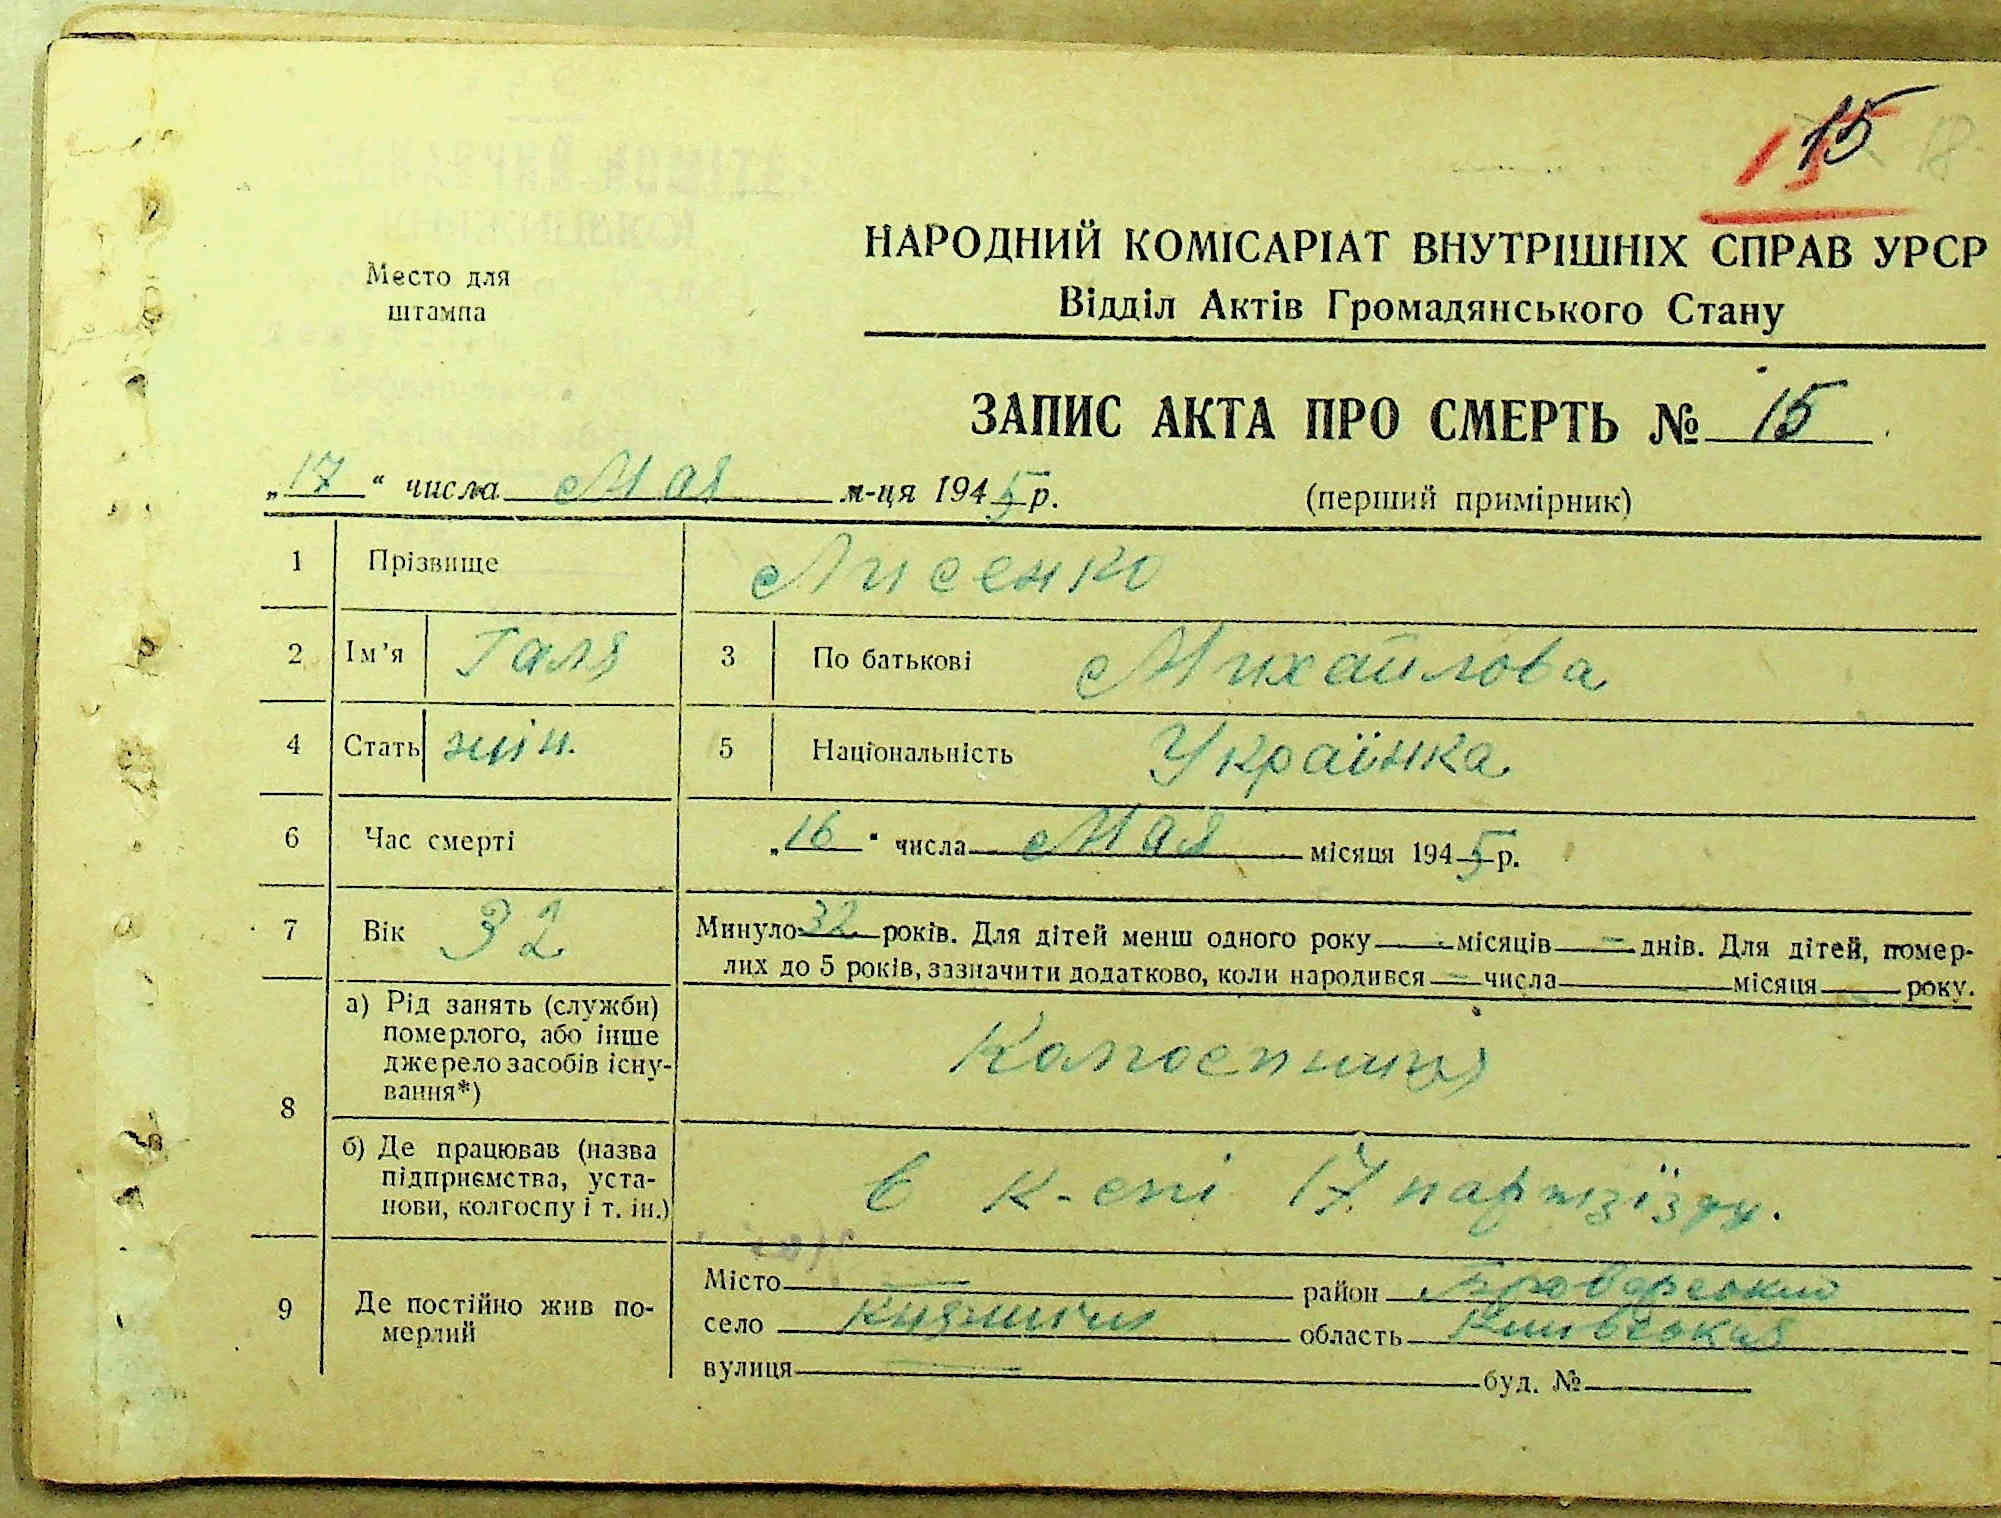 15
НАРОДНИЙ КОМІСАРІАТ ВНУТРІШНІХ СПРАВ УРСР
Відділ Актів Громадянського Стану
Место для
штампа
ЗАПИС АКТА ПРО СМЕРТЬ № 15
„17“ числа Мая м-ця 1945 р.
(перший примірник)
1 Прізвище Лисенко
2 Ім'я Галя 3 По батькові Михайлова
4 Стать жін. 5 Національність Українка
6 Час смерті „16“ числа Мая місяця 1945 р.
7 Вік 32 Минуло 32 років. Для дітей менш одного року - місяців - днів. Для дітей, помер-
лих до 5 років, зазначити додатково, коли народився - числа місяця року.
8 а) Рід занять (служби)
померлого, або інше
джерело засобів існу-
вання*)
Колгоспниця
б) Де працював (назва
підприємства, уста-
нови, колгоспу і т. ін.)
в к-спі 17 партзїзду.
9 Де постійно жив по-
мерлий
Місто — район Броварський
село Княжичи область Київська
вулиця — буд. №